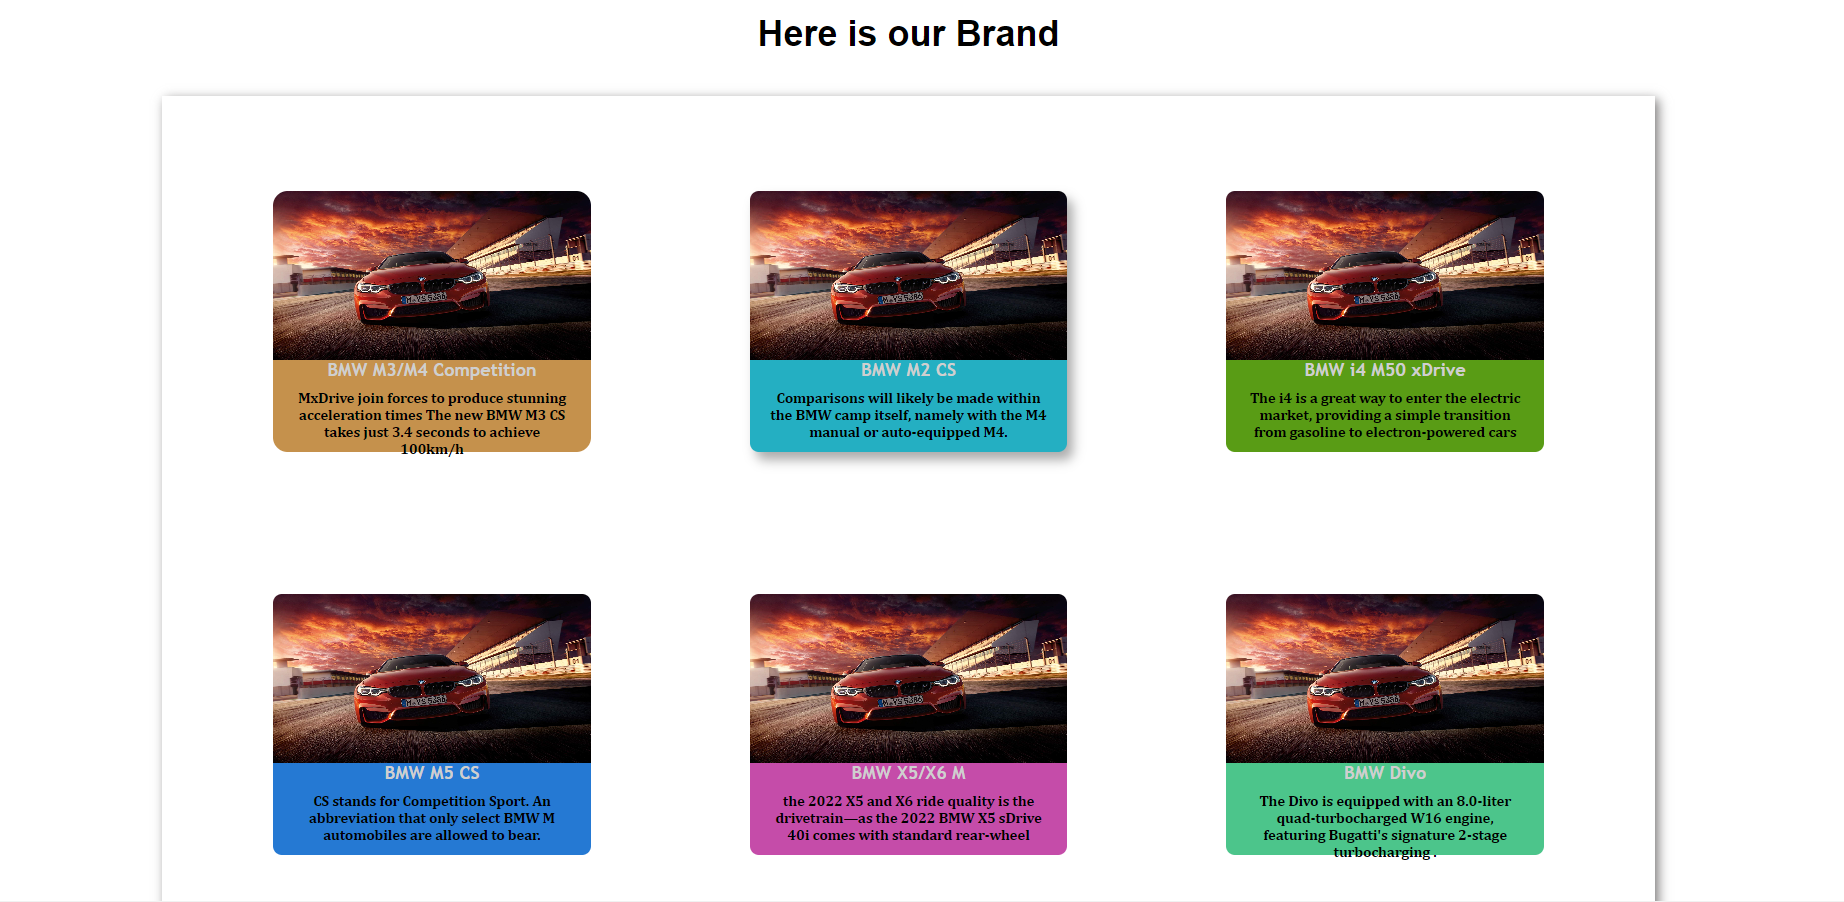 Here is our Brand
BMW M3/M4 Competition
MxDrive join forces to produce stunning
acceleration times The new BMW M3 CS
takes just 3.4 seconds to achieve
100km/h
BMW M2 CS
Comparisons will likely be made within
the BMW camp itself, namely with the M4
manual or auto-equipped M4.
BMW i4 M50 xDrive
The i4 is a great way to enter the electric
market, providing a simple transition
from gasoline to electron-powered cars
BMW M5 CS
CS stands for Competition Sport. An
abbreviation that only select BMW M
automobiles are allowed to bear.
BMW X5/X6 M
the 2022 X5 and X6 ride quality is the
drivetrain—as the 2022 BMW X5 sDrive
40i comes with standard rear-wheel
BMW Divo
The Divo is equipped with an 8.0-liter
quad-turbocharged W16 engine,
featuring Bugatti's signature 2-stage
turbocharging .